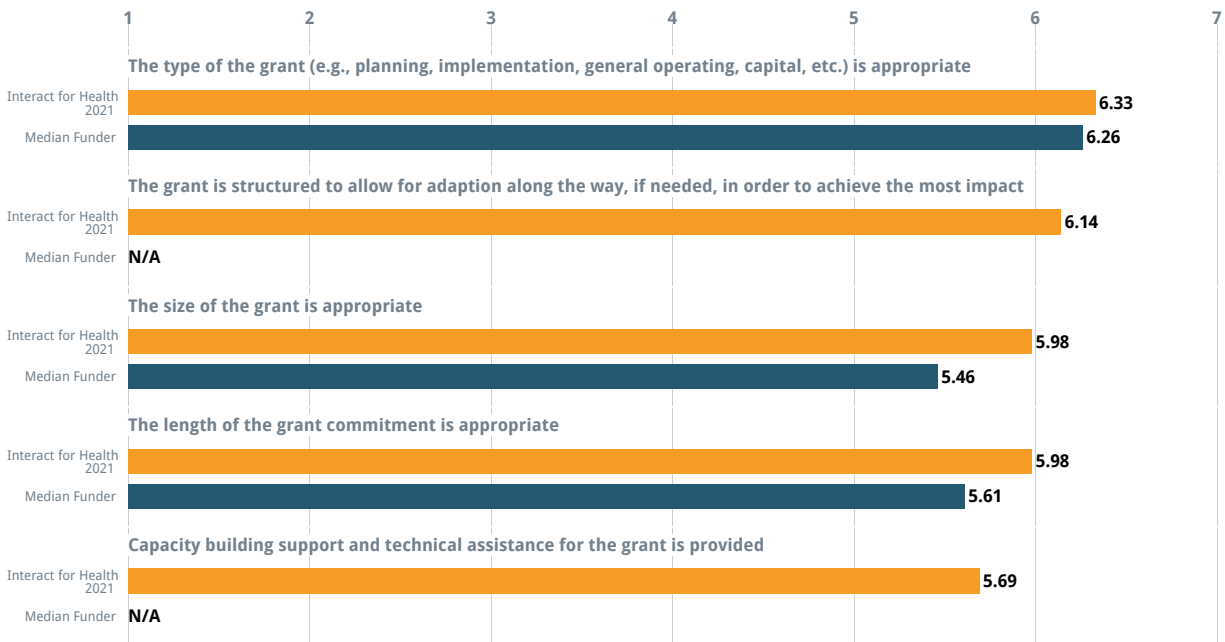 1 2 3 4 5 6 7
The type of the grant (e.g., planning, implementation, general operating, capital, etc.) is appropriate
Interact for Health
2021
6.33
Median Funder
6.26
The grant is structured to allow for adaption along the way, if needed, in order to achieve the most impact
Interact for Health
2021
6.14
Median Funder
N/A
The size of the grant is appropriate
Interact for Health
2021
5.98
Median Funder
5.46
The length of the grant commitment is appropriate
Interact for Health
2021
5.98
Median Funder
5.61
Capacity building support and technical assistance for the grant is provided
Interact for Health
2021
5.69
Median Funder
N/A